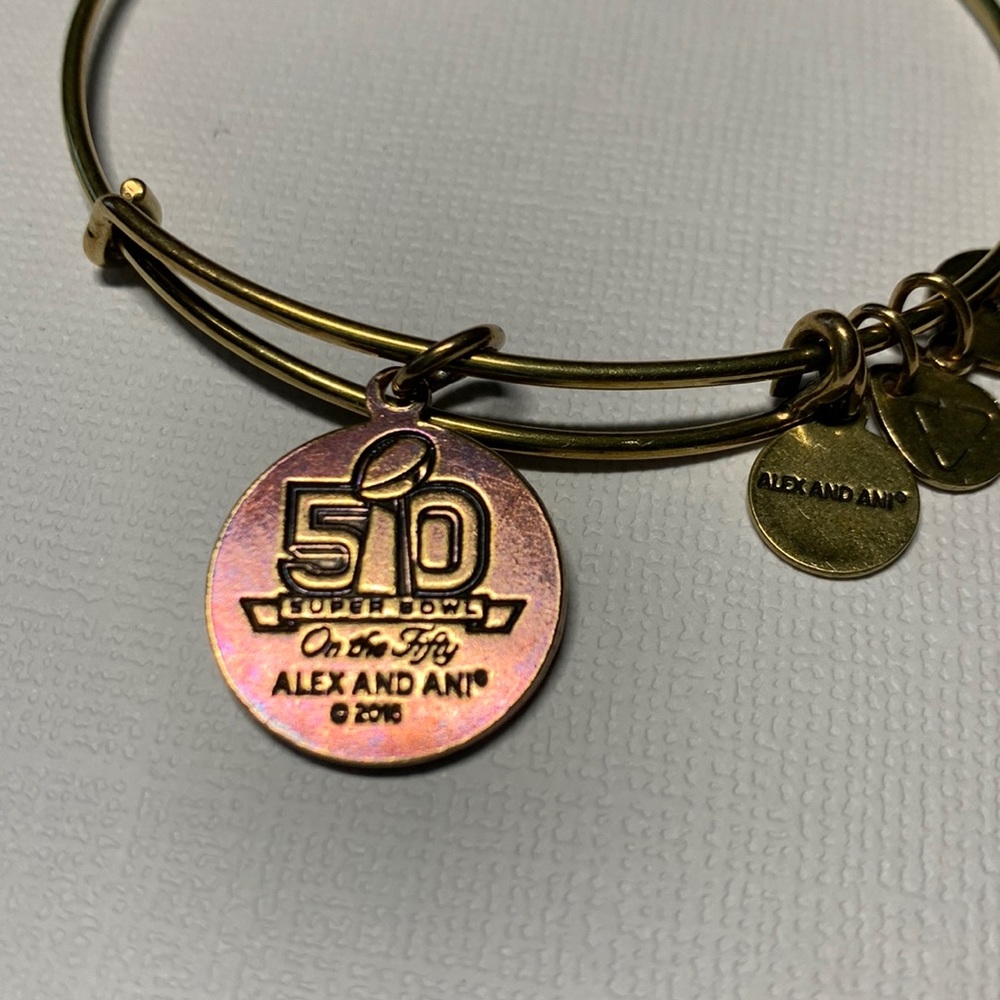 50
SUPER BOWL
On the Fifty
ALEX AND ANI®
© 2016
ALEX AND ANI®